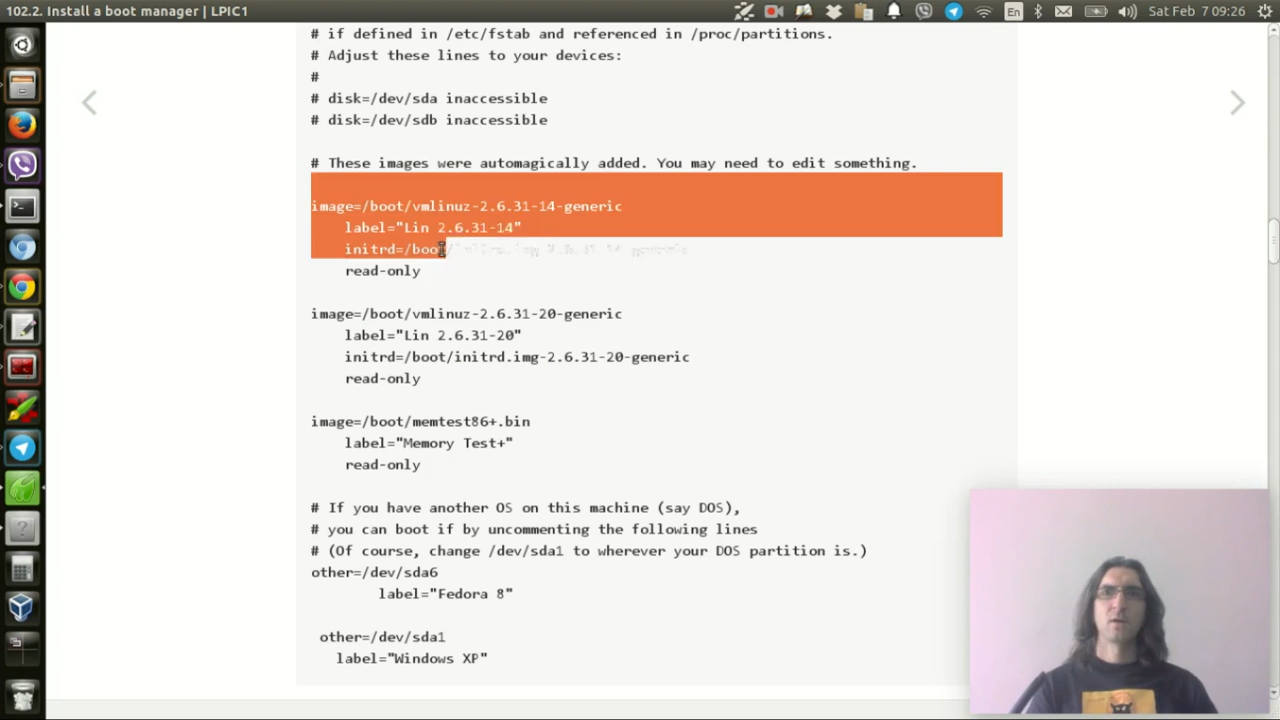 102.2. Install a boot manager | LPIC1
En
Sat Feb 7 09:26
# if defined in /etc/fstab and referenced in /proc/partitions.
# Adjust these lines to your devices:
#
# disk=/dev/sda inaccessible
# disk=/dev/sdb inaccessible
# These images were automagically added. You may need to edit something.
image=/boot/vmlinuz-2.6.31-14-generic
label="Lin 2.6.31-14"
initrd=/boot
read-only
image=/boot/vmlinuz-2.6.31-20-generic
label="Lin 2.6.31-20"
initrd=/boot/initrd.img-2.6.31-20-generic
read-only
image=/boot/memtest86+.bin
label="Memory Test+"
read-only
# If you have another OS on this machine (say DOS),
# you can boot if by uncommenting the following lines
# (Of course, change /dev/sda1 to wherever your DOS partition is.)
other=/dev/sda6
label="Fedora 8"
other=/dev/sda1
label="Windows XP"